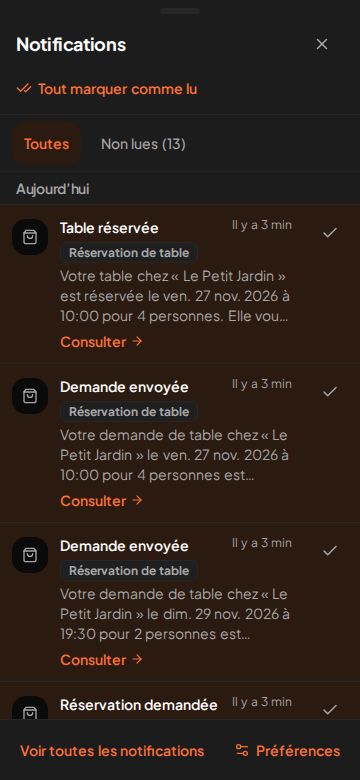 Notifications
Tout marquer comme lu
Toutes
Non lues (13)
Aujourd'hui
Table réservée
Il y a 3 min
Réservation de table
Votre table chez « Le Petit Jardin »
est réservée le ven. 27 nov. 2026 à
10:00 pour 4 personnes. Elle vou…
Consulter →
Demande envoyée
Il y a 3 min
Réservation de table
Votre demande de table chez « Le
Petit Jardin » le ven. 27 nov. 2026 à
10:00 pour 4 personnes est…
Consulter →
Demande envoyée
Il y a 3 min
Réservation de table
Votre demande de table chez « Le
Petit Jardin » le dim. 29 nov. 2026 à
19:30 pour 2 personnes est…
Consulter →
Réservation demandée
Il y a 3 min
Voir toutes les notifications
Préférences